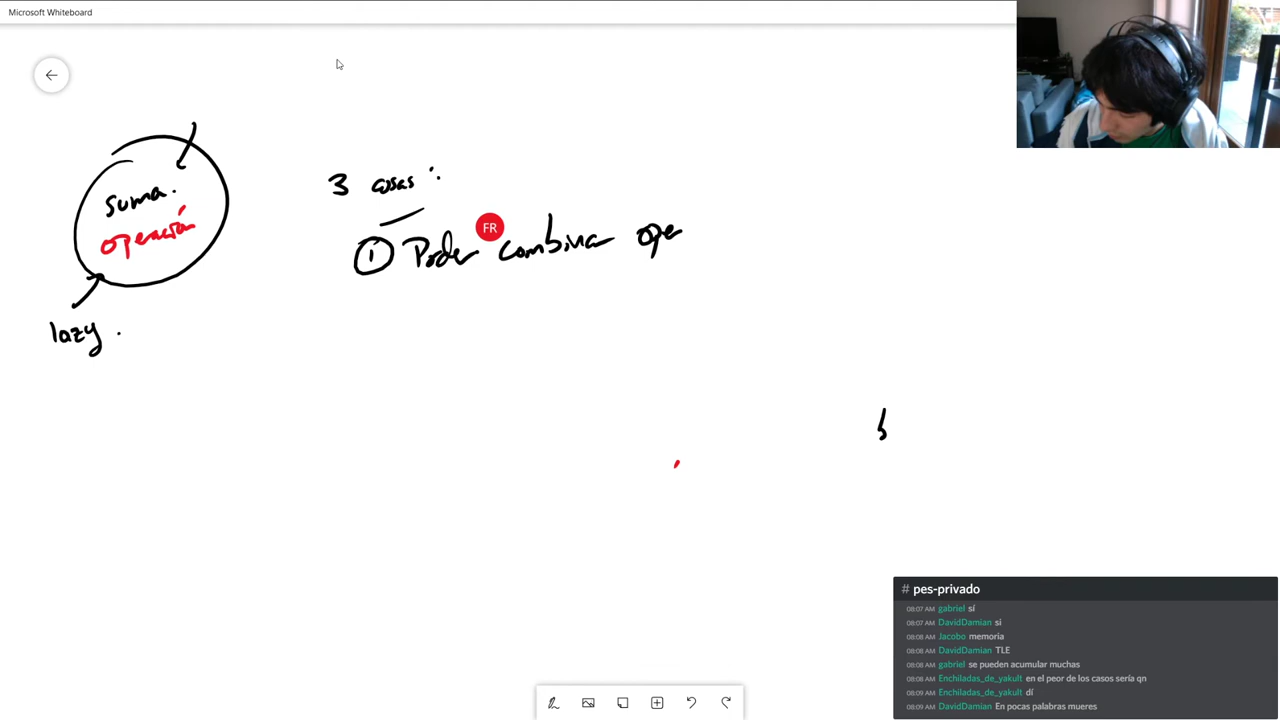 Microsoft Whiteboard
suma.
operación
lazy.
3 cosas:
① Poder combinar ope
FR
b
# pes-privado
08:07 AM gabriel sí
08:07 AM DavidDamian si
08:08 AM Jacobo memoria
08:08 AM DavidDamian TLE
08:08 AM gabriel se pueden acumular muchas
08:08 AM Enchiladas_de_yakult en el peor de los casos sería qn
08:09 AM Enchiladas_de_yakult dí
08:09 AM DavidDamian En pocas palabras mueres